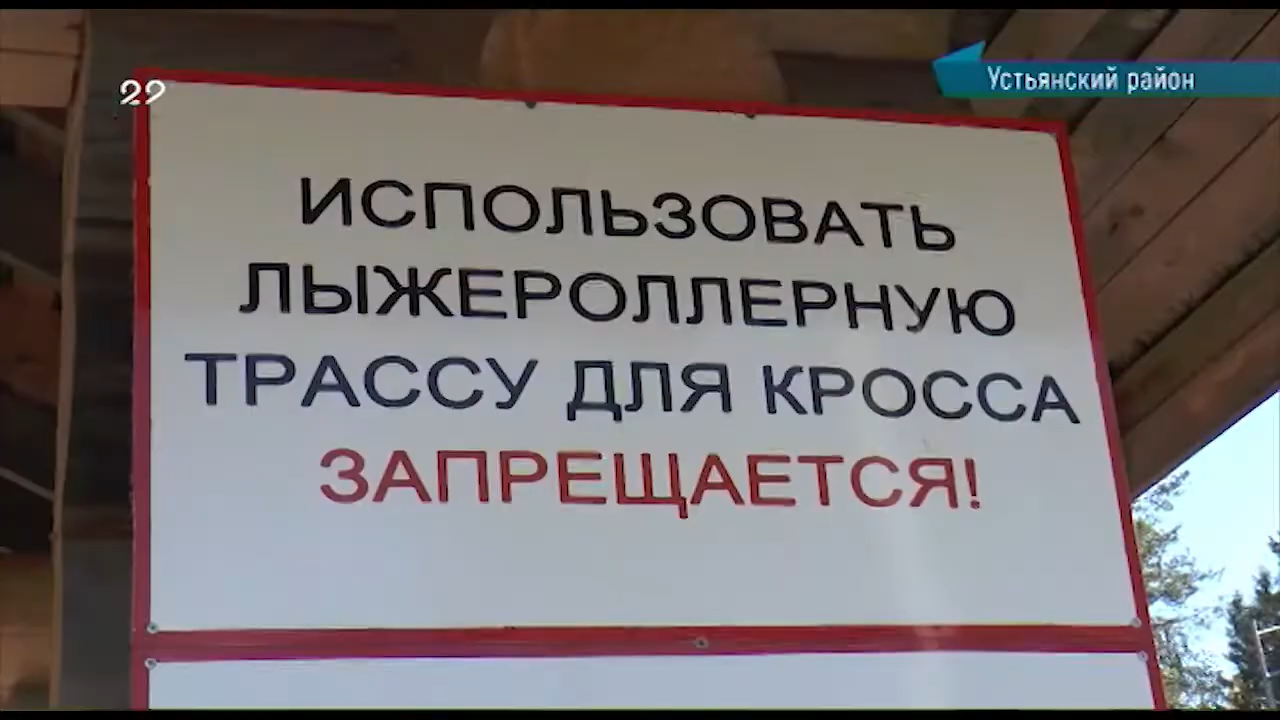 29
Устьянский район
ИСПОЛЬЗОВАТЬ
ЛЫЖЕРОЛЛЕРНУЮ
ТРАССУ ДЛЯ КРОССА
ЗАПРЕЩАЕТСЯ!